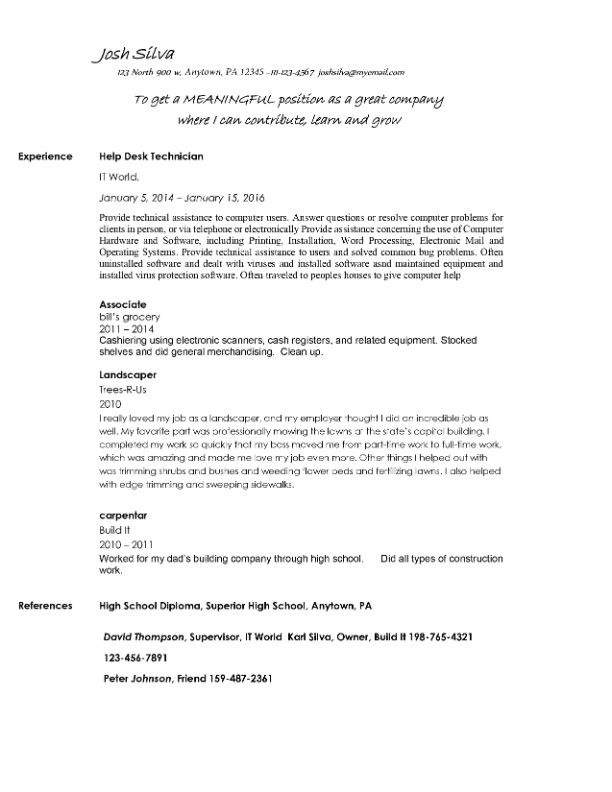 Josh Silva
123 North 900 w, Anytown, PA 12345 -111-123-4567 joshsilva@myemail.com
To get a MEANINGFUL position as a great company
where I can contribute, learn and grow
Experience Help Desk Technician
IT World,
January 5, 2014 – January 15, 2016
Provide technical assistance to computer users. Answer questions or resolve computer problems for
clients in person, or via telephone or electronically Provide assistance concerning the use of Computer
Hardware and Software, including Printing, Installation, Word Processing, Electronic Mail and
Operating Systems. Provide technical assistance to users and solved common bug problems. Often
uninstalled software and dealt with viruses and installed software asnd maintained equipment and
installed virus protection software. Often traveled to peoples houses to give computer help
Associate
bill's grocery
2011 – 2014
Cashiering using electronic scanners, cash registers, and related equipment. Stocked
shelves and did general merchandising. Clean up.
Landscaper
Trees-R-Us
2010
I really loved my job as a landscaper, and my employer thought I did an incredible job as
well. My favorite part was professionally mowing the lawns at the state's capital building. I
completed my work so quickly that my boss moved me from part-time work to full-time work,
which was amazing and made me love my job even more. Other things I helped out with
was trimming shrubs and bushes and weeding flower beds and fertilizing lawns. I also helped
with edge trimming and sweeping sidewalks.
carpentar
Build It
2010 – 2011
Worked for my dad's building company through high school. Did all types of construction
work.
References High School Diploma, Superior High School, Anytown, PA
David Thompson, Supervisor, IT World Karl Silva, Owner, Build It 198-765-4321
123-456-7891
Peter Johnson, Friend 159-487-2361